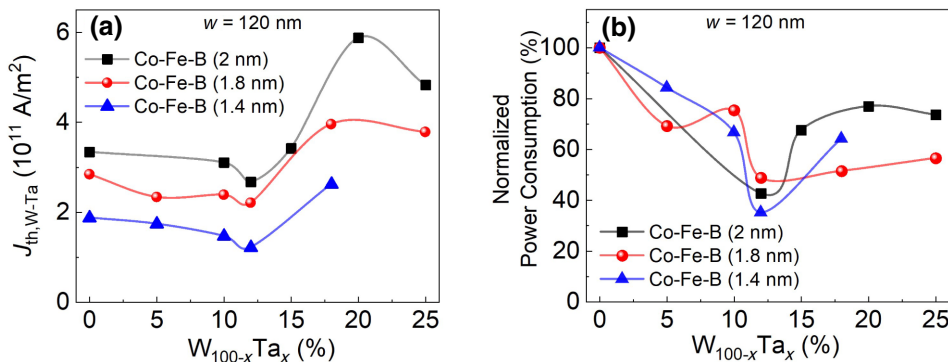 (a)
w = 120 nm
Co-Fe-B (2 nm)
Co-Fe-B (1.8 nm)
Co-Fe-B (1.4 nm)
J th,W-Ta (10^11 A/m^2)
6
4
2
0
0 5 10 15 20 25
W_100-x Ta_x (%)
(b)
w = 120 nm
Normalized
Power Consumption (%)
100
80
60
40
20
0
Co-Fe-B (2 nm)
Co-Fe-B (1.8 nm)
Co-Fe-B (1.4 nm)
0 5 10 15 20 25
W_100-x Ta_x (%)